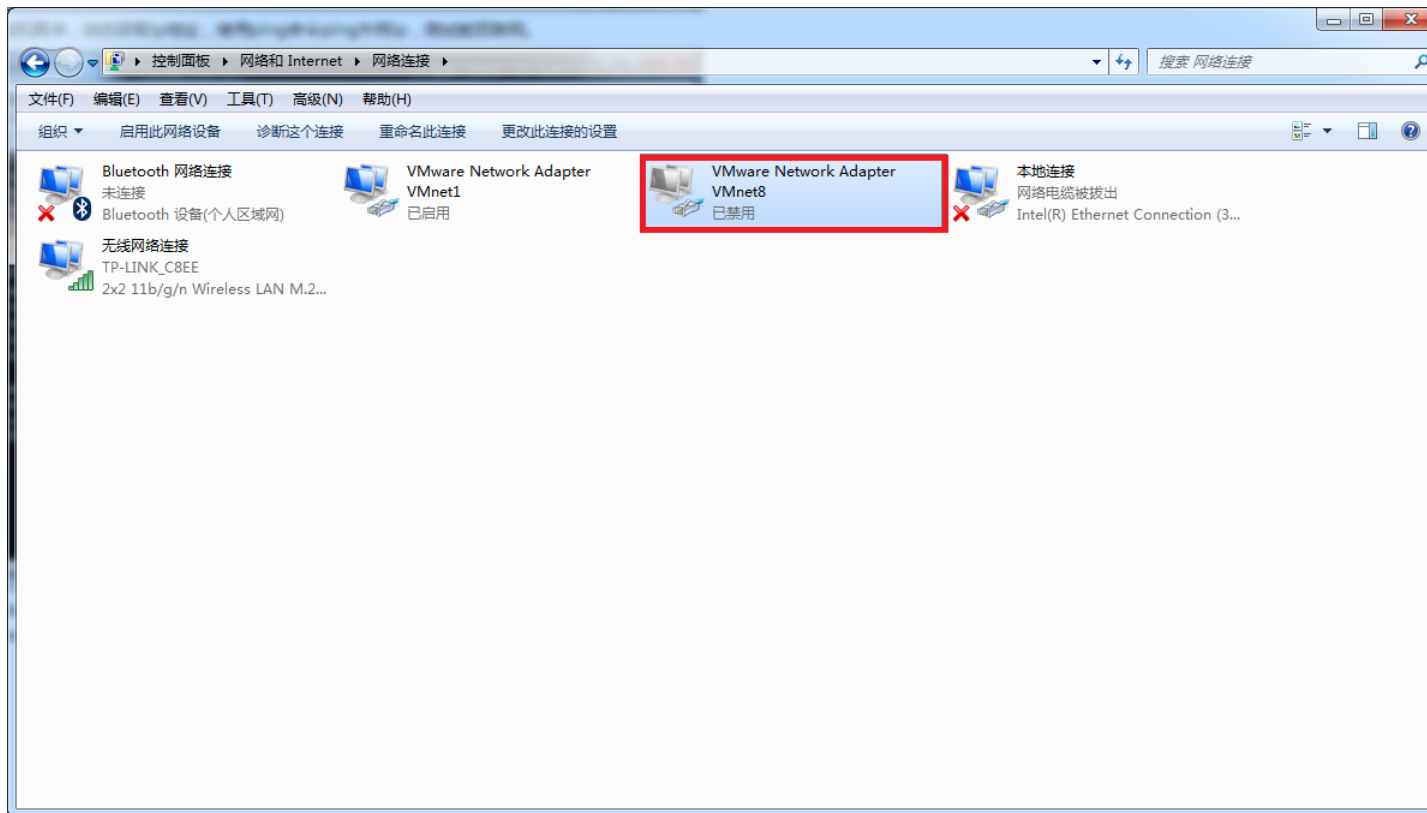 控制面板 网络和 Internet 网络连接
搜索 网络连接
文件(F) 编辑(E) 查看(V) 工具(T) 高级(N) 帮助(H)
组织 启用此网络设备 诊断这个连接 重命名此连接 更改此连接的设置
Bluetooth 网络连接
未连接
Bluetooth 设备(个人区域网)
VMware Network Adapter
VMnet1
已启用
VMware Network Adapter
VMnet8
已禁用
本地连接
网络电缆被拔出
Intel(R) Ethernet Connection (3...
无线网络连接
TP-LINK_C8EE
2x2 11b/g/n Wireless LAN M.2...